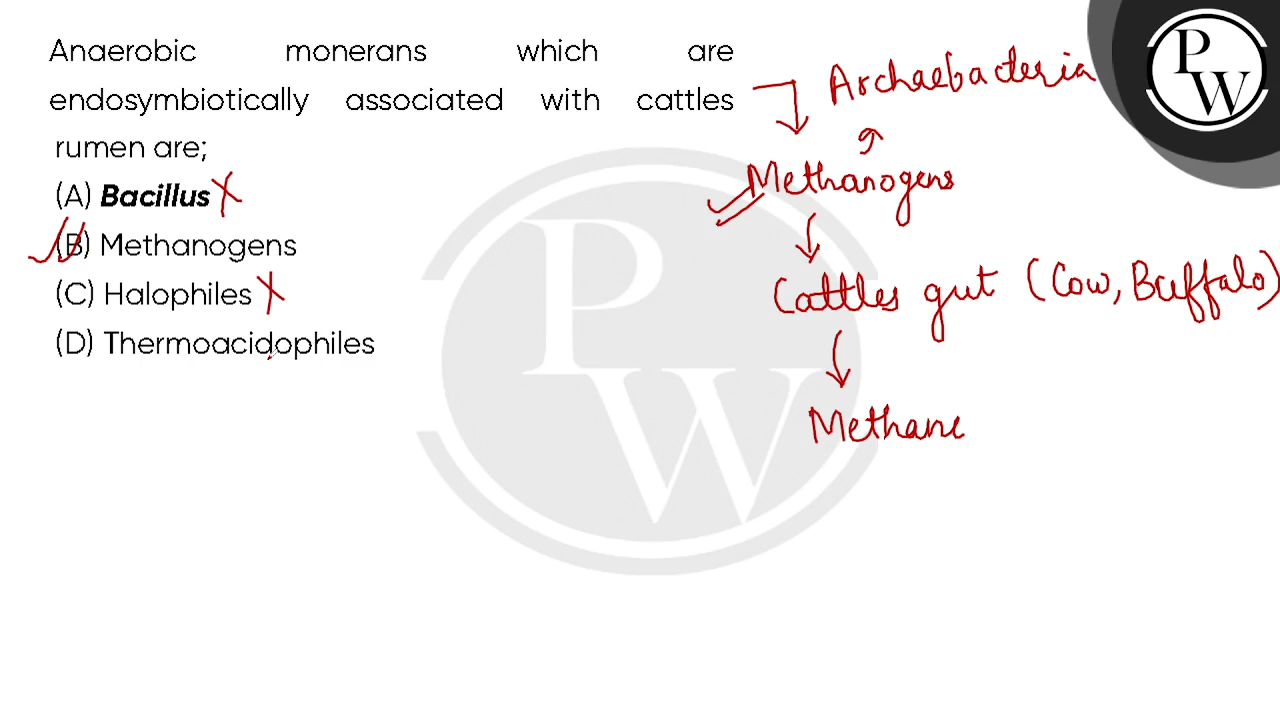 Anaerobic monerans which are
endosymbiotically associated with cattles
rumen are;
(A) Bacillus
(B) Methanogens
(C) Halophiles
(D) Thermoacidophiles
Archaebacteria
Methanogens
Cattles gut (Cow, Buffalo)
Methane
P
W
P
W